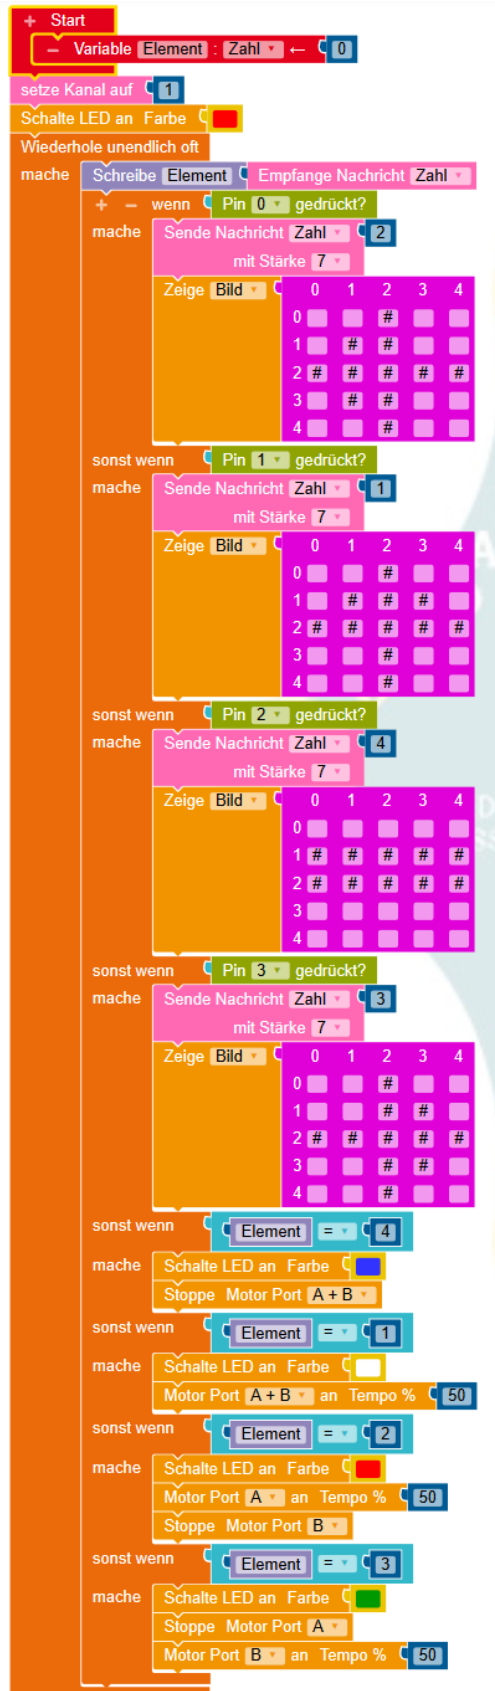 + Start
− Variable Element : Zahl ← 0
setze Kanal auf 1
Schalte LED an Farbe
Wiederhole unendlich oft
mache Schreibe Element Empfange Nachricht Zahl
+ − wenn Pin 0 gedrückt?
mache Sende Nachricht Zahl 2
mit Stärke 7
Zeige Bild 0 1 2 3 4
0 #
1 # #
2 # # # # #
3 # #
4 #
sonst wenn Pin 1 gedrückt?
mache Sende Nachricht Zahl 1
mit Stärke 7
Zeige Bild 0 1 2 3 4
0 #
1 # # #
2 # # # # #
3 #
4 #
sonst wenn Pin 2 gedrückt?
mache Sende Nachricht Zahl 4
mit Stärke 7
Zeige Bild 0 1 2 3 4
0
1 # # # # #
2 # # # # #
3
4
sonst wenn Pin 3 gedrückt?
mache Sende Nachricht Zahl 3
mit Stärke 7
Zeige Bild 0 1 2 3 4
0 #
1 # #
2 # # # # #
3 # #
4 #
sonst wenn Element = 4
mache Schalte LED an Farbe
Stoppe Motor Port A + B
sonst wenn Element = 1
mache Schalte LED an Farbe
Motor Port A + B an Tempo % 50
sonst wenn Element = 2
mache Schalte LED an Farbe
Motor Port A an Tempo % 50
Stoppe Motor Port B
sonst wenn Element = 3
mache Schalte LED an Farbe
Stoppe Motor Port A
Motor Port B an Tempo % 50